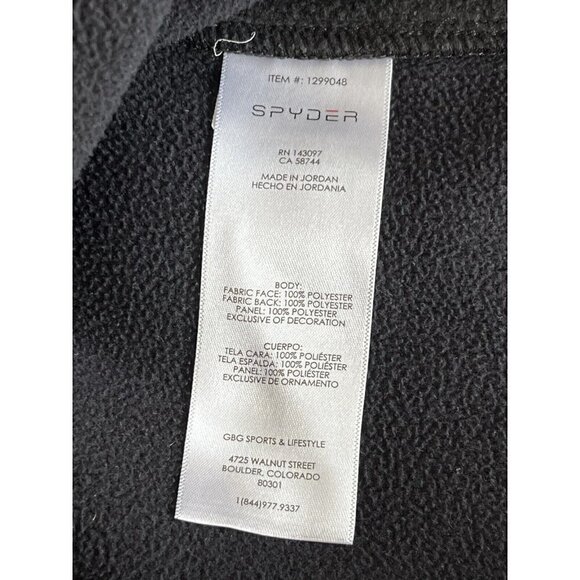 ITEM #: 1299048
SPYDER
RN 143097
CA 58744
MADE IN JORDAN
HECHO EN JORDANIA
BODY:
FABRIC FACE: 100% POLYESTER
FABRIC BACK: 100% POLYESTER
PANEL: 100% POLYESTER
EXCLUSIVE OF DECORATION
CUERPO:
TELA CARA: 100% POLIÉSTER
TELA ESPALDA: 100% POLIÉSTER
PANEL: 100% POLIÉSTER
EXCLUSIVE DE ORNAMENTO
GBG SPORTS & LIFESTYLE
4725 WALNUT STREET
BOULDER, COLORADO
80301
1(844)977.9337